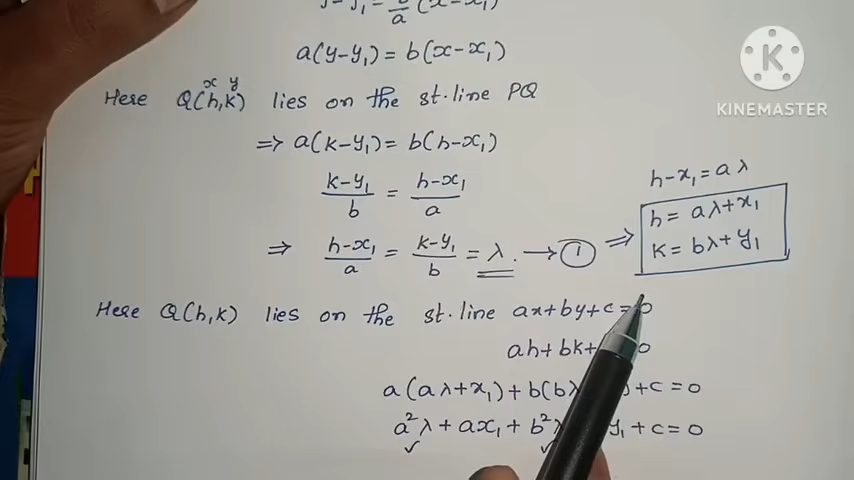 a(y-y₁) = b(x-x₁)
x y
Here Q(h,k) lies on the st.line PQ
⇒ a(k-y₁) = b(h-x₁)
(k-y₁)/b = (h-x₁)/a
⇒ (h-x₁)/a = (k-y₁)/b = λ. → ①
h-x₁ = aλ
⇒ h = aλ+x₁
k = bλ+y₁
Here Q(h,k) lies on the st.line ax+by+c=0
ah+bk+ 0
a(aλ+x₁)+b(bλ +c=0
a²λ+ax₁+b²λ y₁+c=0
K
KINEMASTER